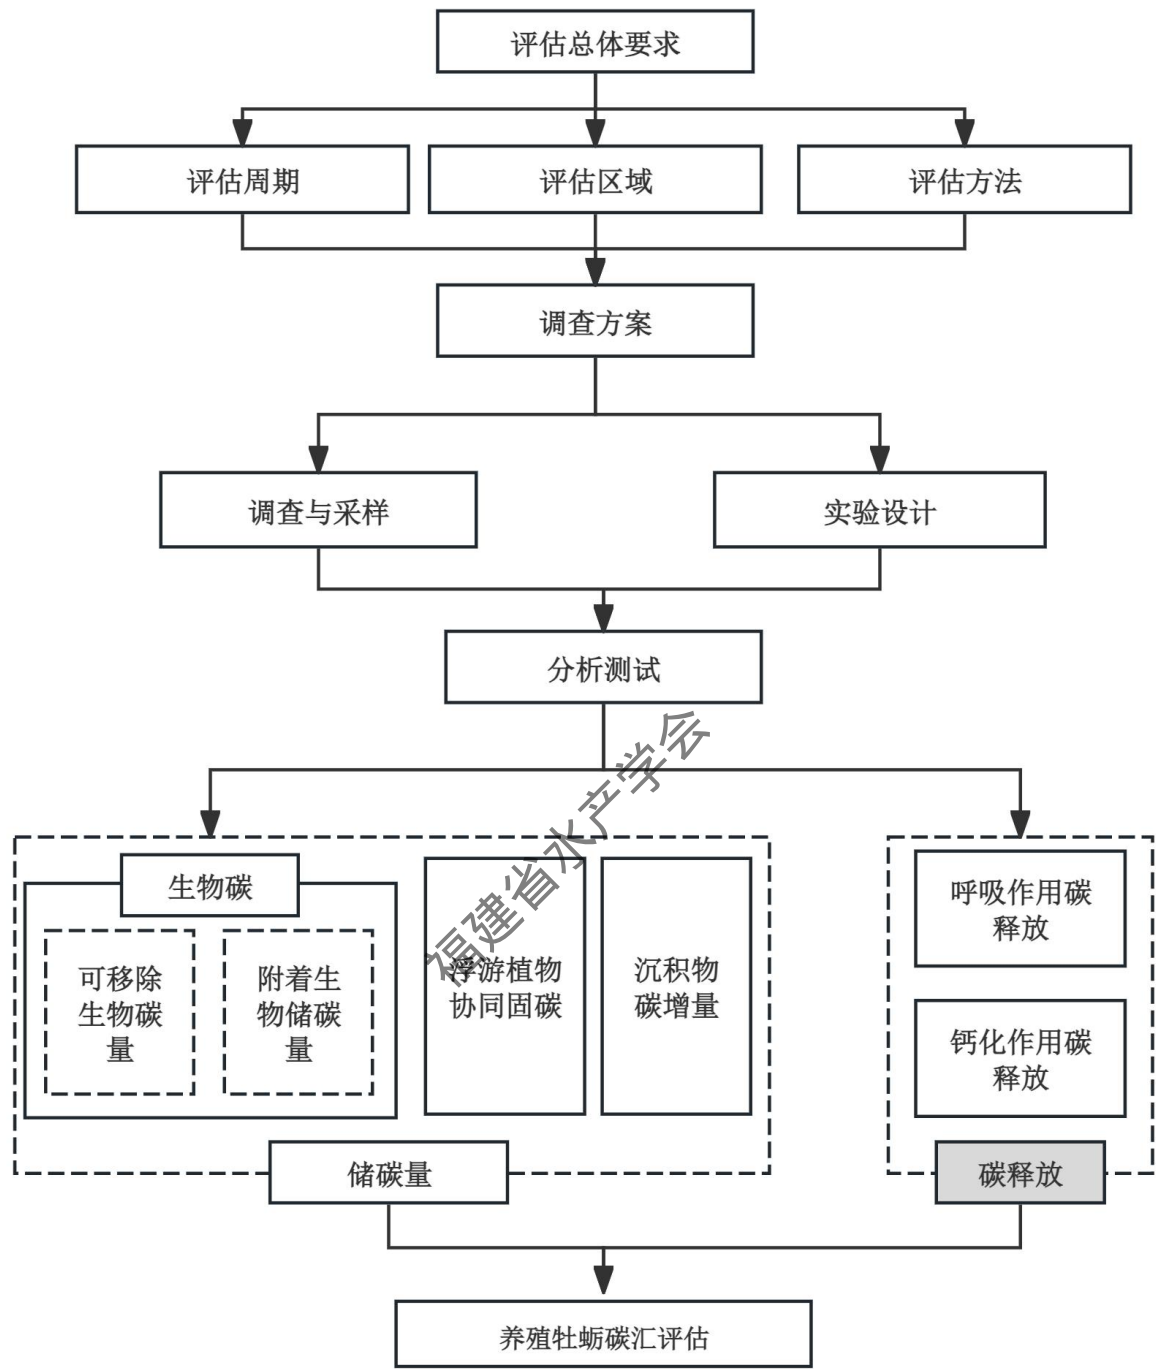 评估总体要求
评估周期
评估区域
评估方法
调查方案
调查与采样
实验设计
分析测试
生物碳
可移除
生物碳
量
附着生
物储碳
量
浮游植物
协同固碳
沉积物
碳增量
储碳量
呼吸作用碳
释放
钙化作用碳
释放
碳释放
养殖牡蛎碳汇评估
福建省水产学会